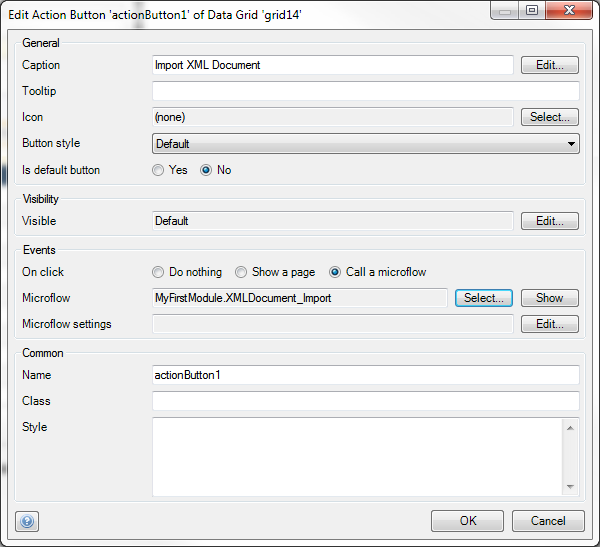 Edit Action Button 'actionButton1' of Data Grid 'grid14'
General
Caption Import XML Document Edit...
Tooltip
Icon (none) Select...
Button style Default
Is default button Yes No
Visibility
Visible Default Edit...
Events
On click Do nothing Show a page Call a microflow
Microflow MyFirstModule.XMLDocument_Import Select... Show
Microflow settings Edit...
Common
Name actionButton1
Class
Style
? OK Cancel